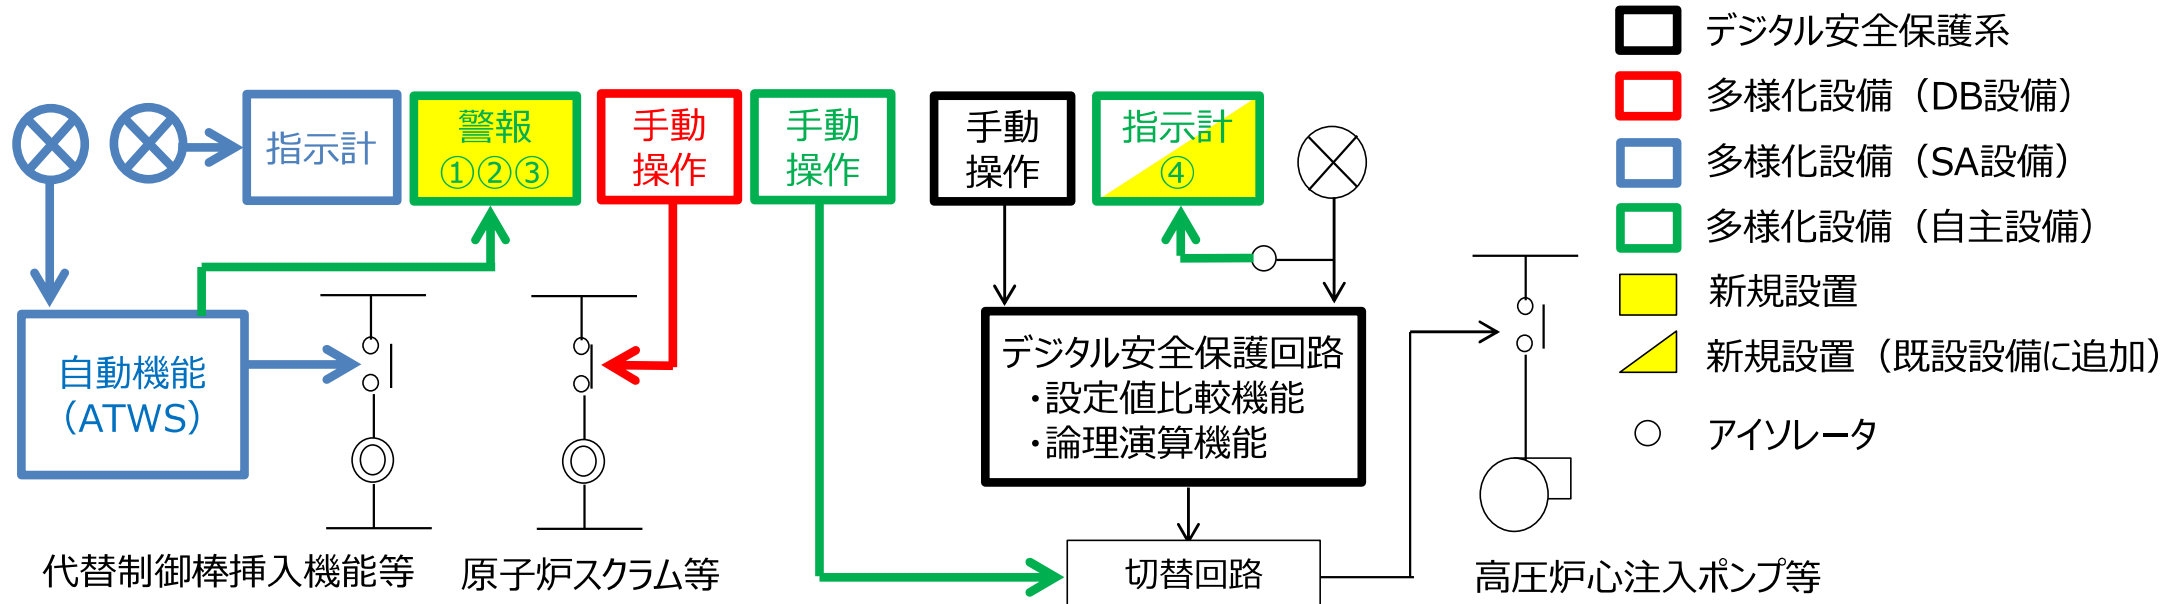 指示計
警報
①②③
手動
操作
手動
操作
手動
操作
指示計
④
自動機能
（ATWS）
デジタル安全保護回路
・設定値比較機能
・論理演算機能
切替回路
代替制御棒挿入機能等
原子炉スクラム等
高圧炉心注入ポンプ等
デジタル安全保護系
多様化設備（DB設備）
多様化設備（SA設備）
多様化設備（自主設備）
新規設置
新規設置（既設設備に追加）
アイソレータ